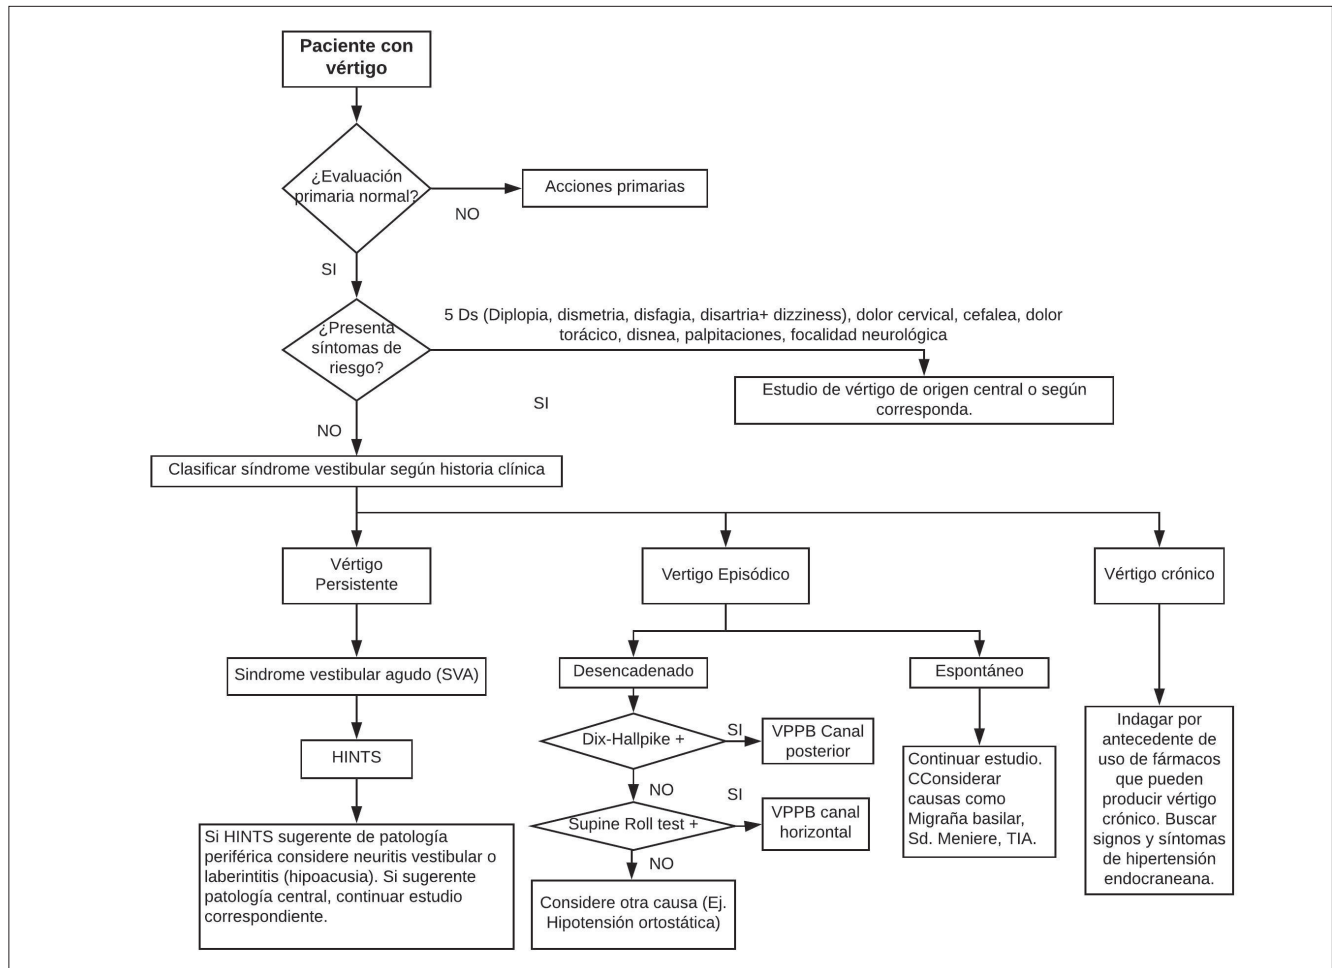 Paciente con
vértigo
¿Evaluación
primaria normal?
NO
Acciones primarias
SI
¿Presenta
síntomas de
riesgo?
5 Ds (Diplopia, dismetria, disfagia, disartria+ dizziness), dolor cervical, cefalea, dolor
torácico, disnea, palpitaciones, focalidad neurológica
SI
Estudio de vértigo de origen central o según
corresponda.
NO
Clasificar síndrome vestibular según historia clínica
Vértigo
Persistente
Sindrome vestibular agudo (SVA)
HINTS
Si HINTS sugerente de patología
periférica considere neuritis vestibular o
laberintitis (hipoacusia). Si sugerente
patología central, continuar estudio
correspondiente.
Vertigo Episódico
Desencadenado
Dix-Hallpike +
SI
VPPB Canal
posterior
NO
Supine Roll test +
SI
VPPB canal
horizontal
NO
Considere otra causa (Ej.
Hipotensión ortostática)
Espontáneo
Continuar estudio.
CConsiderar
causas como
Migraña basilar,
Sd. Meniere, TIA.
Vértigo crónico
Indagar por
antecedente de
uso de fármacos
que pueden
producir vértigo
crónico. Buscar
signos y síntomas
de hipertensión
endocraneana.